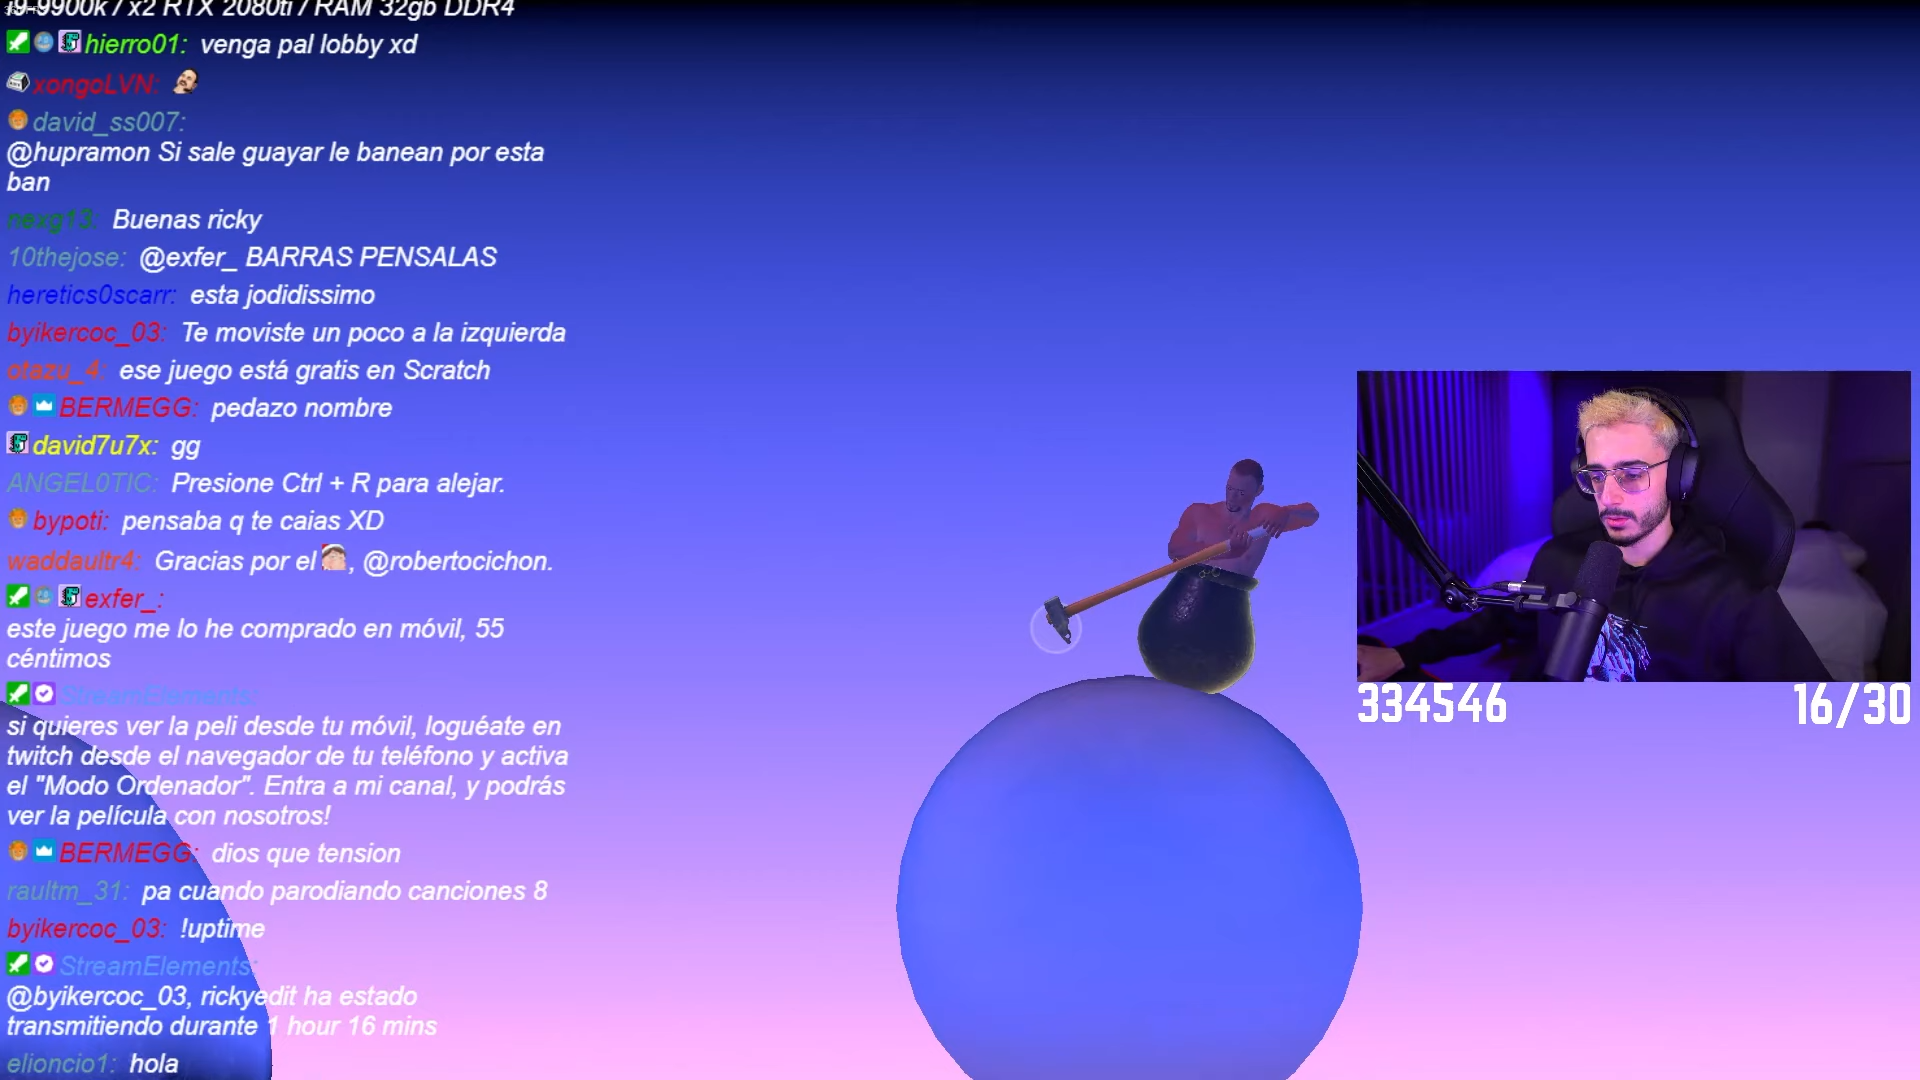 i9-9900k / x2 RTX 2080ti / RAM 32gb DDR4
hierro01: venga pal lobby xd
xongoLVN:
david_ss007:
@hupramon Si sale guayar le banean por esta
ban
nexg13: Buenas ricky
10thejose: @exfer_ BARRAS PENSALAS
heretics0scarr: esta jodidissimo
byikercoc_03: Te moviste un poco a la izquierda
otazu_4: ese juego está gratis en Scratch
BERMEGG: pedazo nombre
david7u7x: gg
ANGEL0TIC: Presione Ctrl + R para alejar.
bypoti: pensaba q te caias XD
waddaultr4: Gracias por el , @robertocichon.
exfer_:
este juego me lo he comprado en móvil, 55
céntimos
StreamElements:
si quieres ver la peli desde tu móvil, loguéate en
twitch desde el navegador de tu teléfono y activa
el "Modo Ordenador". Entra a mi canal, y podrás
ver la película con nosotros!
BERMEGG: dios que tension
raultm_31: pa cuando parodiando canciones 8
byikercoc_03: !uptime
StreamElements:
@byikercoc_03, rickyedit ha estado
transmitiendo durante 1 hour 16 mins
elioncio1: hola
334546
16/30